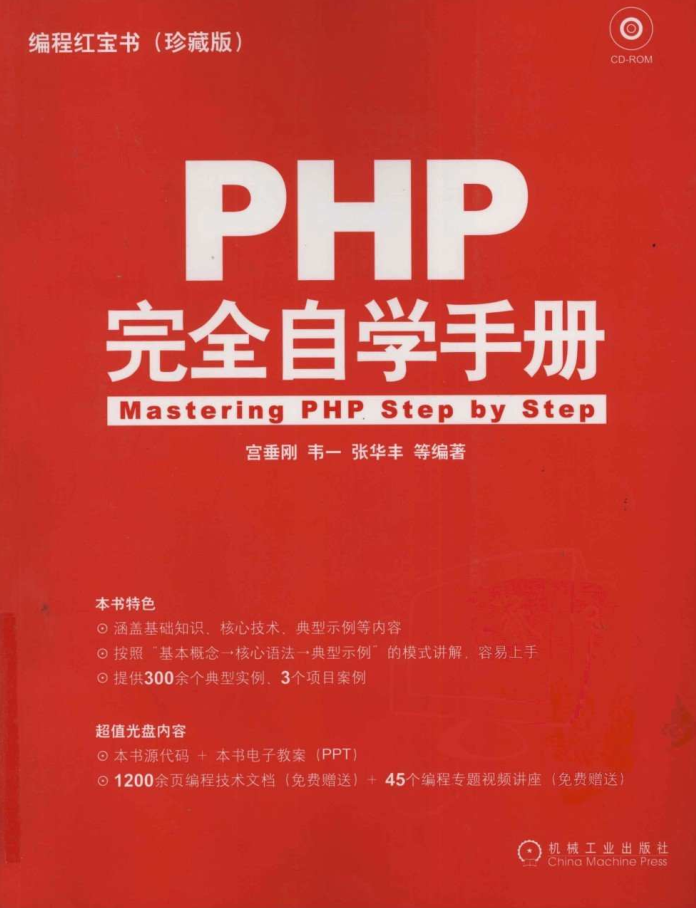 编程红宝书（珍藏版）
CD-ROM
PHP
完全自学手册
Mastering PHP Step by Step
宫垂刚 韦一 张华丰 等编著
本书特色
⊙ 涵盖基础知识、核心技术、典型示例等内容
⊙ 按照“基本概念→核心语法→典型示例”的模式讲解，容易上手
⊙ 提供300余个典型实例、3个项目案例
超值光盘内容
⊙ 本书源代码 + 本书电子教案（PPT）
⊙ 1200余页编程技术文档（免费赠送）+ 45个编程专题视频讲座（免费赠送）
机械工业出版社
China Machine Press